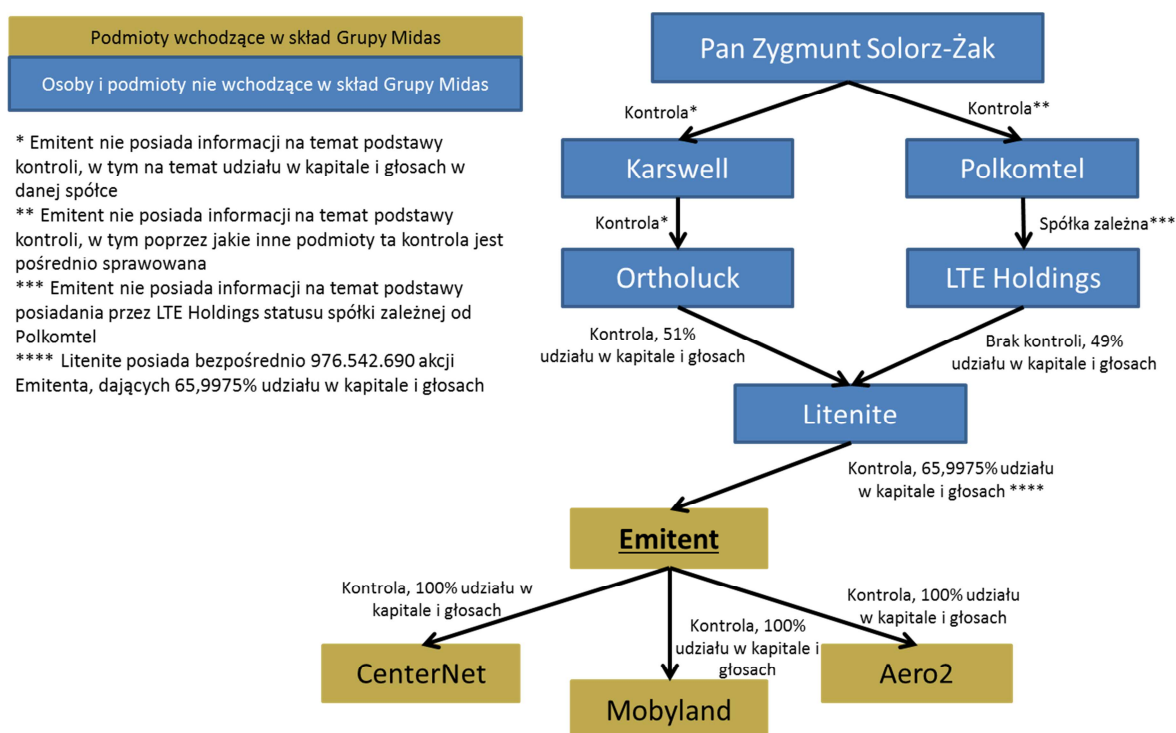 Podmioty wchodzące w skład Grupy Midas
Osoby i podmioty nie wchodzące w skład Grupy Midas
* Emitent nie posiada informacji na temat podstawy
kontroli, w tym na temat udziału w kapitale i głosach w
danej spółce
** Emitent nie posiada informacji na temat podstawy
kontroli, w tym poprzez jakie inne podmioty ta kontrola jest
pośrednio sprawowana
*** Emitent nie posiada informacji na temat podstawy
posiadania przez LTE Holdings statusu spółki zależnej od
Polkomtel
**** Litenite posiada bezpośrednio 976.542.690 akcji
Emitenta, dających 65,9975% udziału w kapitale i głosach
Pan Zygmunt Solorz-Żak
Kontrola*
Kontrola**
Karswell
Polkomtel
Kontrola*
Spółka zależna***
Ortholuck
LTE Holdings
Kontrola, 51%
udziału w kapitale i głosach
Brak kontroli, 49%
udziału w kapitale i głosach
Litenite
Kontrola, 65,9975% udziału
w kapitale i głosach ****
Emitent
Kontrola, 100% udziału w
kapitale i głosach
Kontrola, 100%
udziału w kapitale i
głosach
Kontrola, 100% udziału
w kapitale i głosach
CenterNet
Mobyland
Aero2